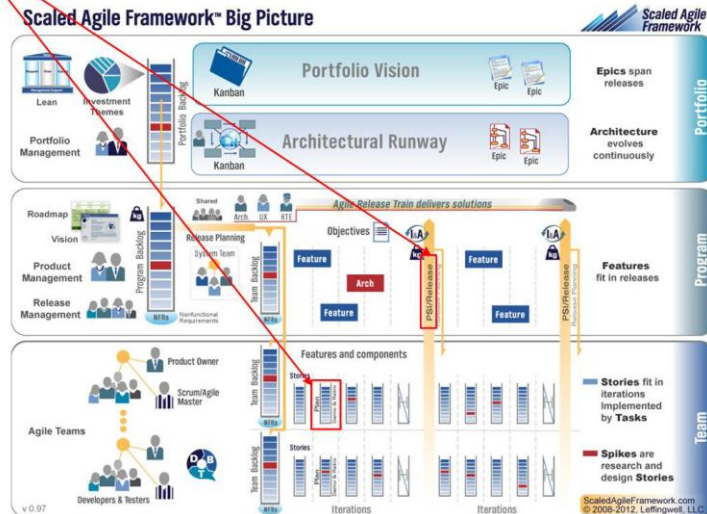 Scaled Agile Framework™ Big Picture
Scaled Agile
Framework
Lean
Investment
Themes
Portfolio
Management
Portfolio Backlog
Kanban
Portfolio Vision
Epic
Epic
Epics span
releases
Kanban
Architectural Runway
Epic
Epic
Architecture
evolves
continuously
Portfolio
Roadmap
Vision
Product
Management
Release
Management
kg
Program Backlog
NFRs
Nonfunctional
Requirements
Shared
Arch.
UX
RTE
Release Planning
System Team
Team Backlog
NFRs
Agile Release Train delivers solutions
Objectives
Feature
Arch
Feature
I&A
kg
PSI/Release
Feature
Feature
I&A
kg
PSI/Release
Release Planning
Features
fit in releases
Program
Agile Teams
Product Owner
Scrum/Agile
Master
Developers & Testers
D
B
T
Team Backlog
NFRs
Team Backlog
NFRs
Features and components
Stories
Plan
Stories
Plan
Iterations
Iterations
Stories fit in
iterations
Implemented
by Tasks
Spikes are
research and
design Stories
Team
v 0.97
ScaledAgileFramework.com
© 2008-2012, Leffingwell, LLC.